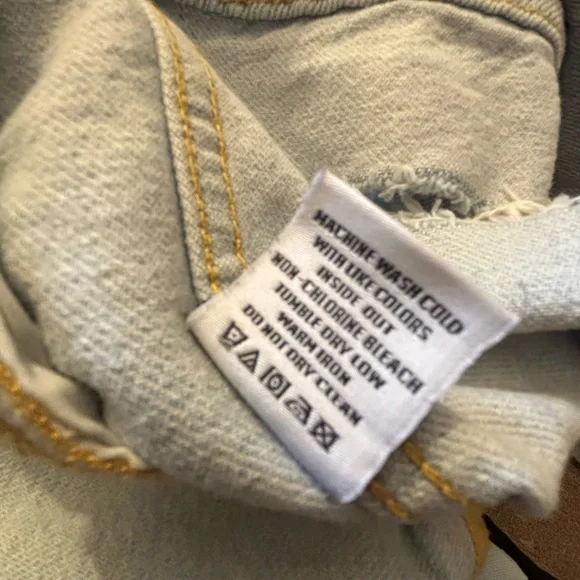 MACHINE WASH COLD
WITH LIKE COLORS
INSIDE OUT
NON-CHLORINE BLEACH
TUMBLE DRY LOW
WARM IRON
DO NOT DRY CLEAN